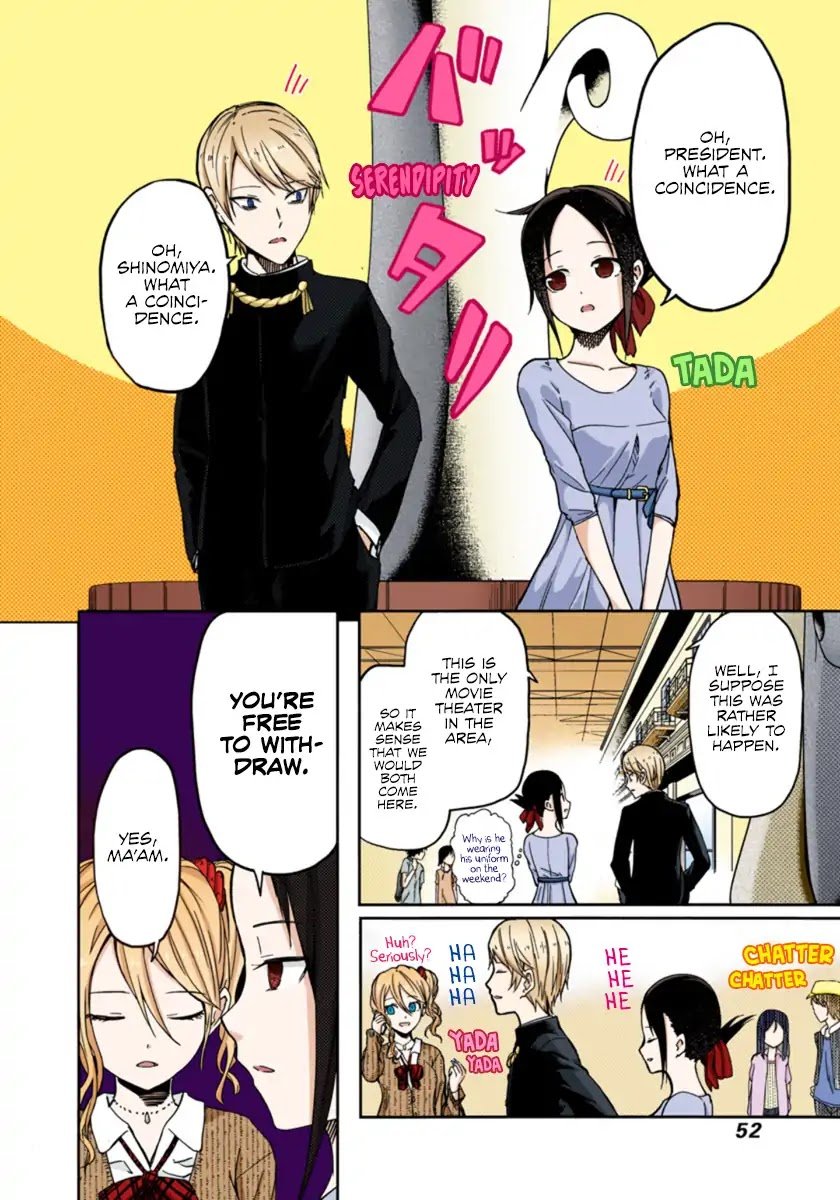 OH,
PRESIDENT.
WHAT A
COINCIDENCE.
バッタリ
SERENDIPITY
TADA
OH,
SHINOMIYA.
WHAT
A COINCI-
DENCE.
WELL, I
SUPPOSE
THIS WAS
RATHER
LIKELY TO
HAPPEN.
THIS IS
THE ONLY
MOVIE
THEATER
IN THE
AREA,
SO IT
MAKES
SENSE
THAT WE
WOULD
BOTH
COME
HERE.
Why is he
wearing
his uniform
on the
weekend?
CHATTER
CHATTER
HE
HE
HE
HA
HA
HA
Huh?
Seriously?
YADA
YADA
YOU'RE
FREE
TO WITH-
DRAW.
YES,
MA'AM.
52